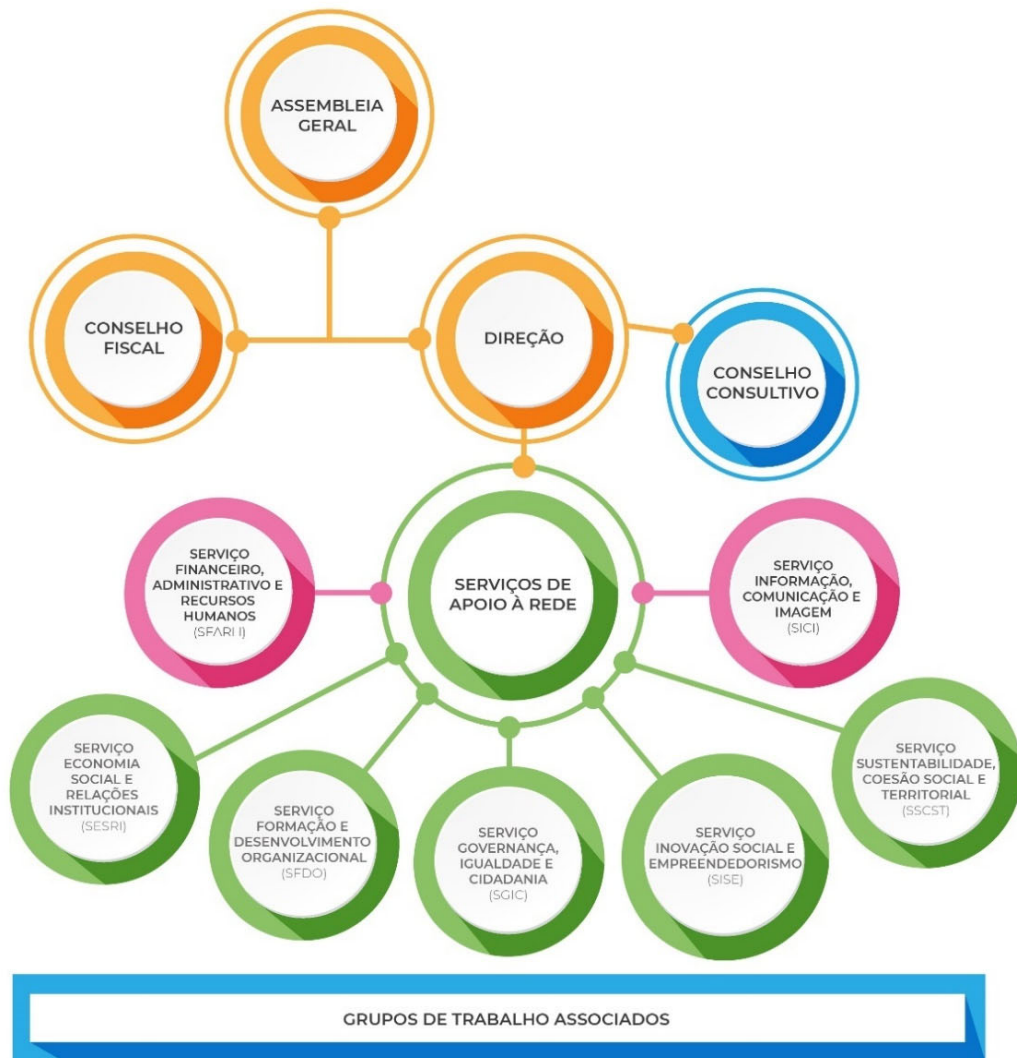 ASSEMBLEIA
GERAL
CONSELHO
FISCAL
DIREÇÃO
CONSELHO
CONSULTIVO
SERVIÇO
FINANCEIRO,
ADMINISTRATIVO E
RECURSOS
HUMANOS
SERVIÇOS DE
APOIO À REDE
SERVIÇO
INFORMAÇÃO,
COMUNICAÇÃO E
IMAGEM
(SICI)
SERVIÇO
ECONOMIA
SOCIAL E
RELAÇÕES
INSTITUCIONAIS
(SESRI)
SERVIÇO
FORMAÇÃO E
DESENVOLVIMENTO
ORGANIZACIONAL
(SFDO)
SERVIÇO
GOVERNANÇA,
IGUALDADE E
CIDADANIA
(SGIC)
SERVIÇO
INOVAÇÃO SOCIAL E
EMPREENDEDORISMO
(SISE)
SERVIÇO
SUSTENTABILIDADE,
COESÃO SOCIAL E
TERRITORIAL
(SSCST)
GRUPOS DE TRABALHO ASSOCIADOS